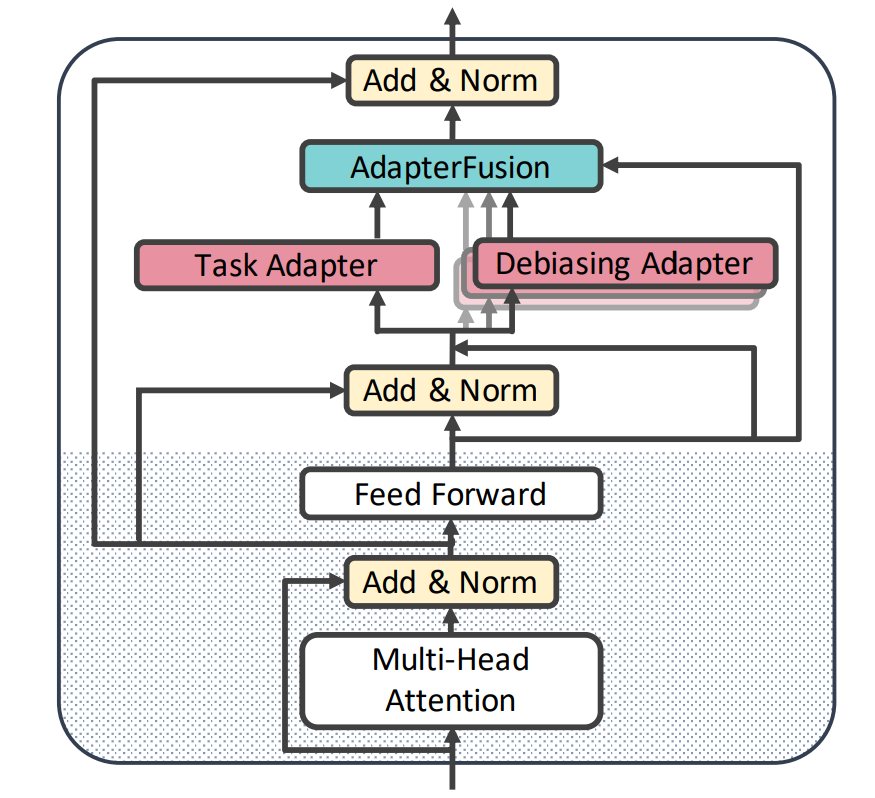 Add & Norm
AdapterFusion
Task Adapter
Debiasing Adapter
Add & Norm
Feed Forward
Add & Norm
Multi-Head
Attention